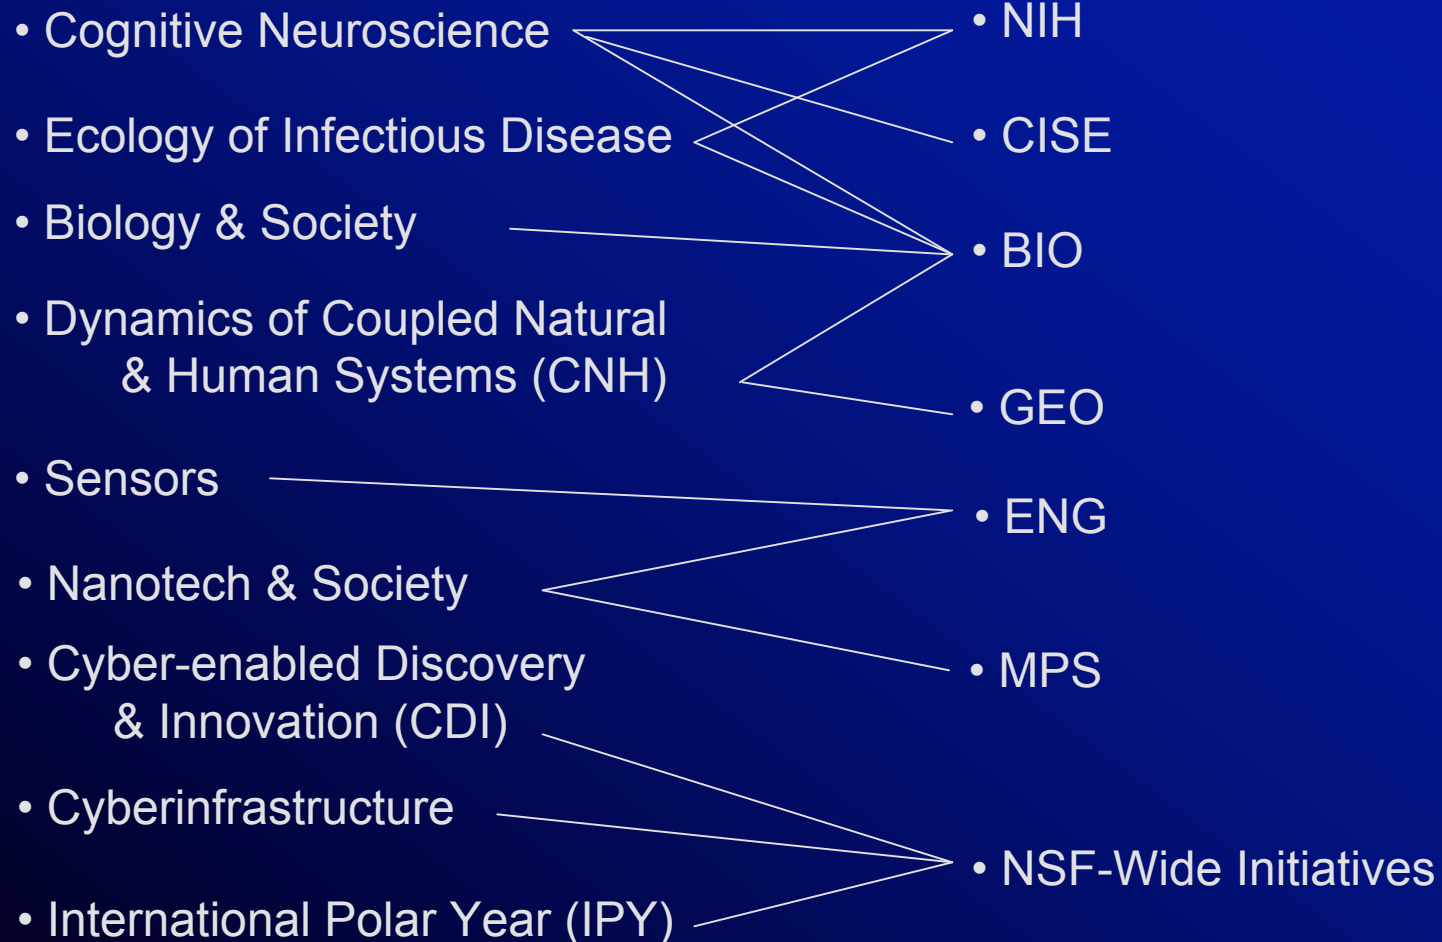 • Cognitive Neuroscience
• Ecology of Infectious Disease
• Biology & Society
• Dynamics of Coupled Natural
& Human Systems (CNH)
• Sensors
• Nanotech & Society
• Cyber-enabled Discovery
& Innovation (CDI)
• Cyberinfrastructure
• International Polar Year (IPY)
• NIH
• CISE
• BIO
• GEO
• ENG
• MPS
• NSF-Wide Initiatives